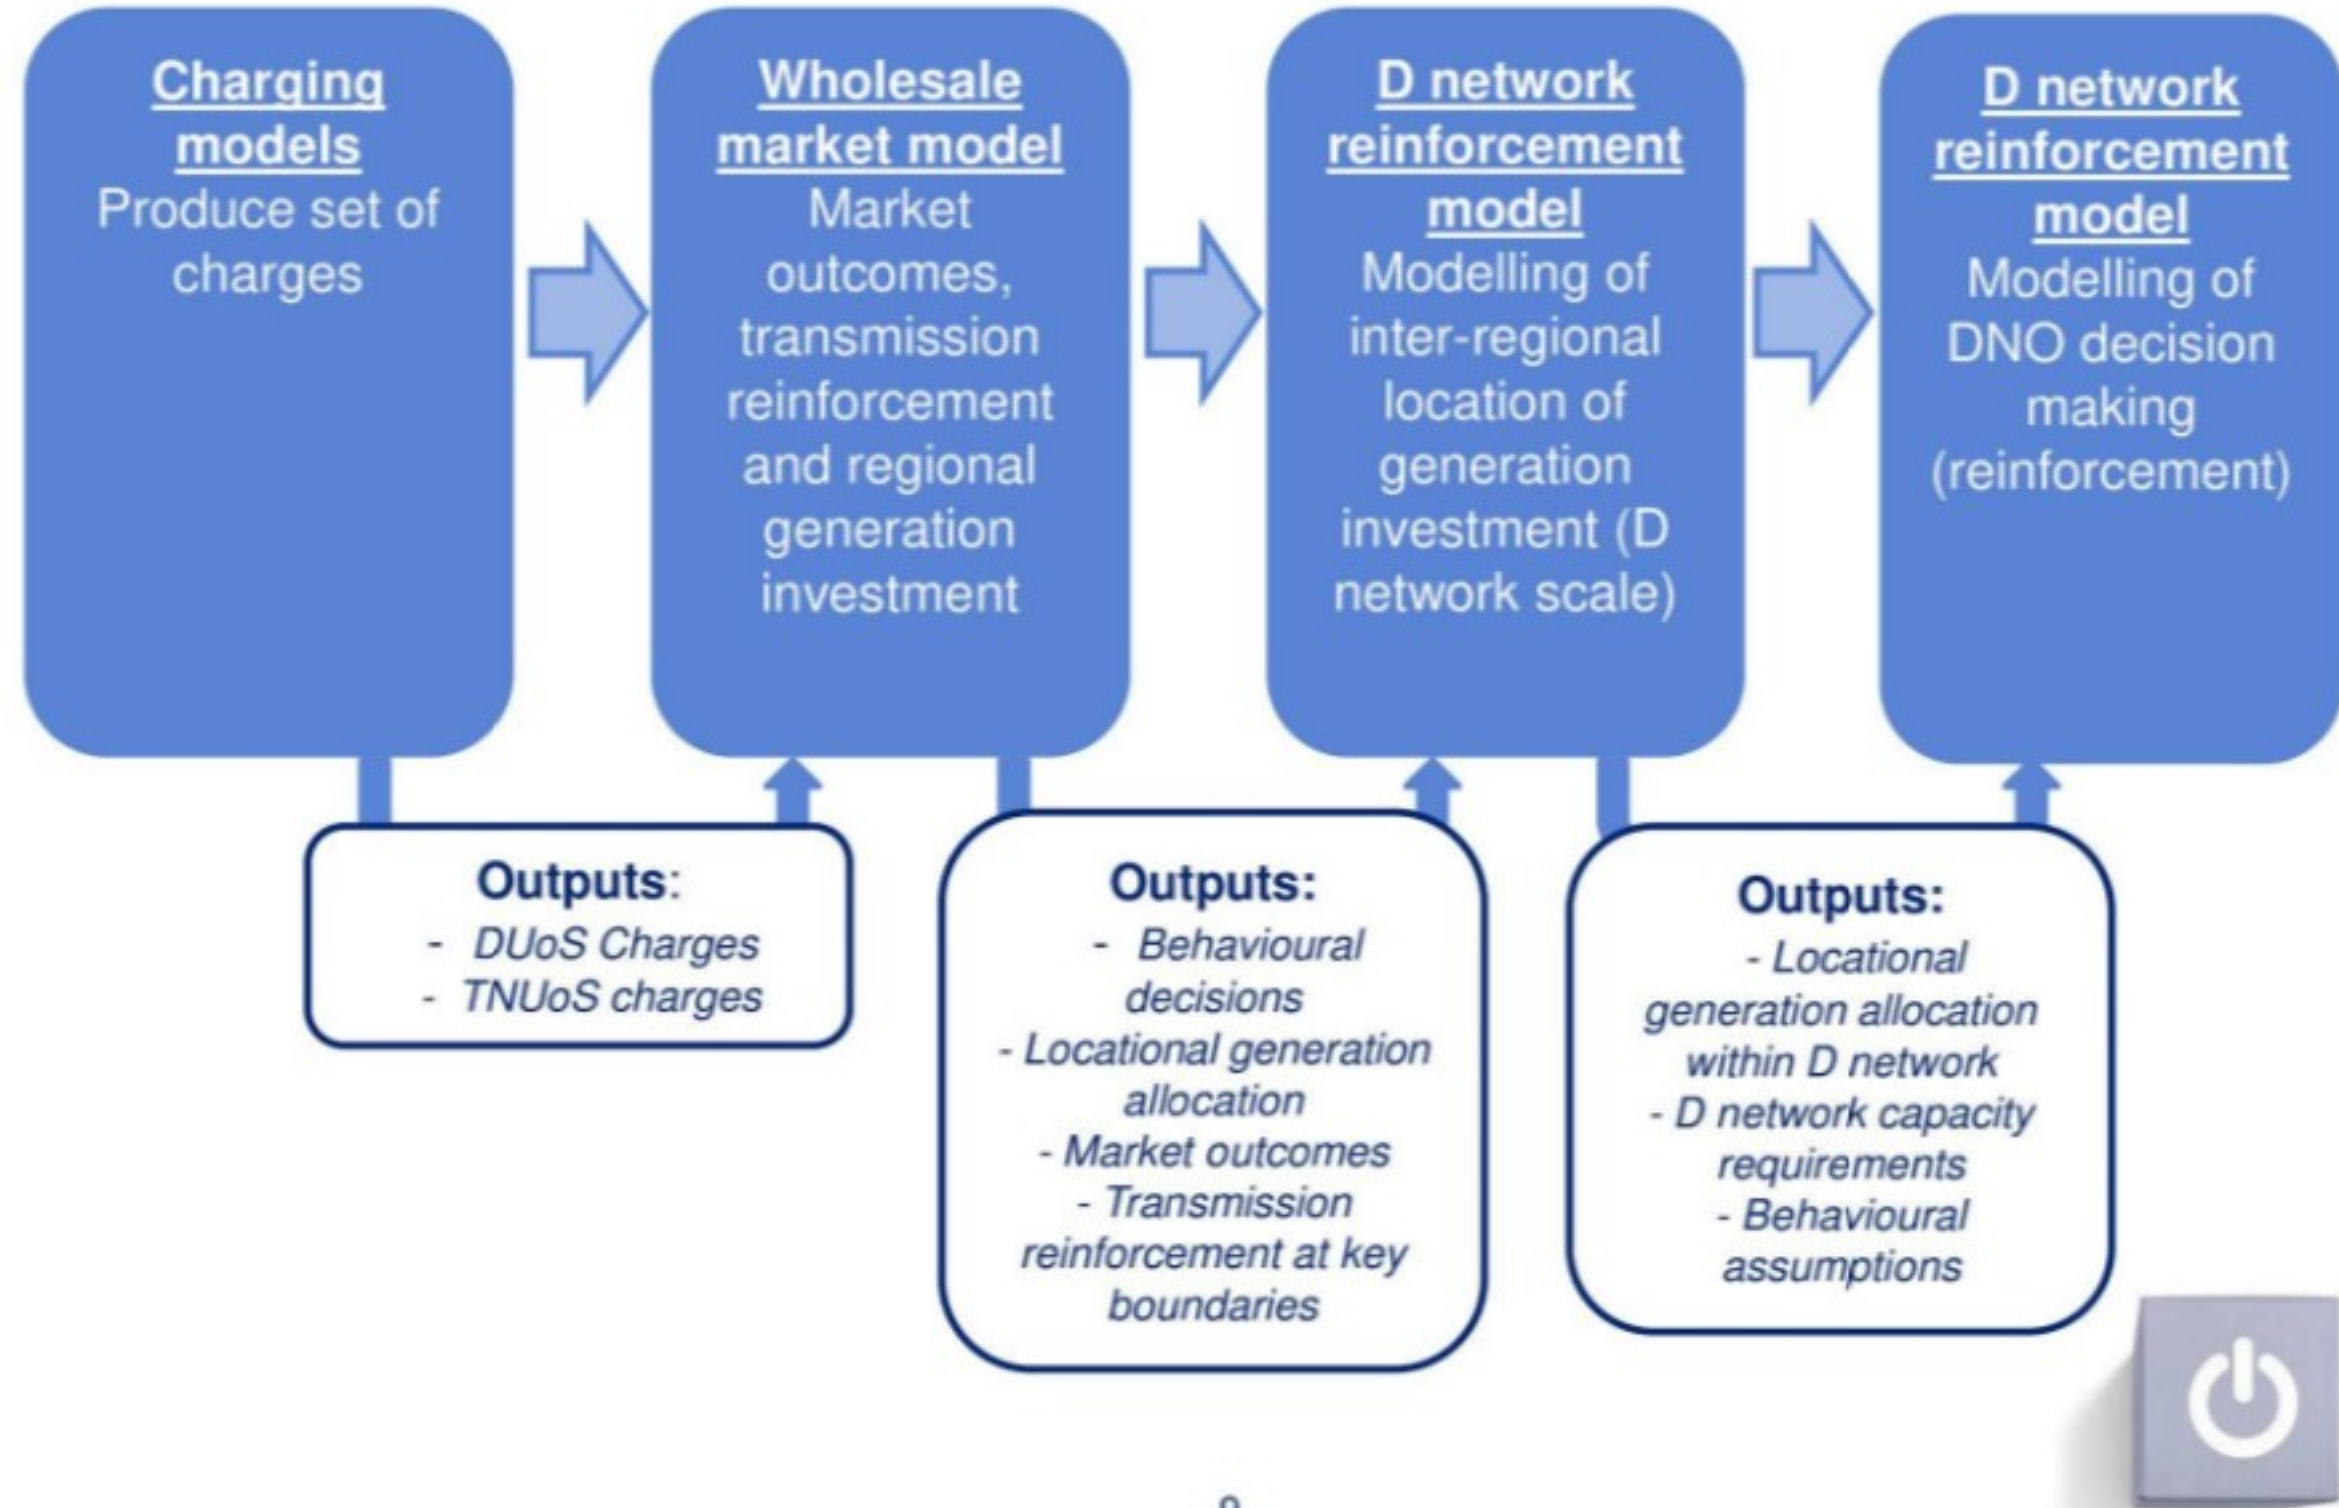 Charging
models
Produce set of
charges
Wholesale
market model
Market
outcomes,
transmission
reinforcement
and regional
generation
investment
D network
reinforcement
model
Modelling of
inter-regional
location of
generation
investment (D
network scale)
D network
reinforcement
model
Modelling of
DNO decision
making
(reinforcement)
Outputs:
- DUoS Charges
- TNUoS charges
Outputs:
- Behavioural
decisions
- Locational generation
allocation
- Market outcomes
- Transmission
reinforcement at key
boundaries
Outputs:
- Locational
generation allocation
within D network
- D network capacity
requirements
- Behavioural
assumptions